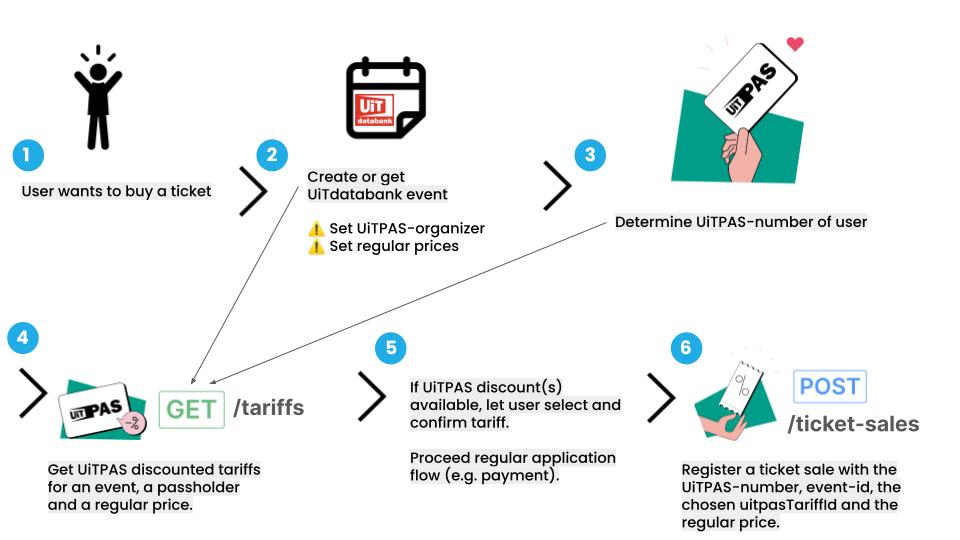 1
User wants to buy a ticket
2
UiT
databank
Create or get
UiTdatabank event
⚠️ Set UiTPAS-organizer
⚠️ Set regular prices
3
UiTPAS
Determine UiTPAS-number of user
4
UiTPAS
-%
GET /tariffs
Get UiTPAS discounted tariffs
for an event, a passholder
and a regular price.
5
If UiTPAS discount(s)
available, let user select and
confirm tariff.
Proceed regular application
flow (e.g. payment).
6
%
POST
/ticket-sales
Register a ticket sale with the
UiTPAS-number, event-id, the
chosen uitpasTariffId and the
regular price.